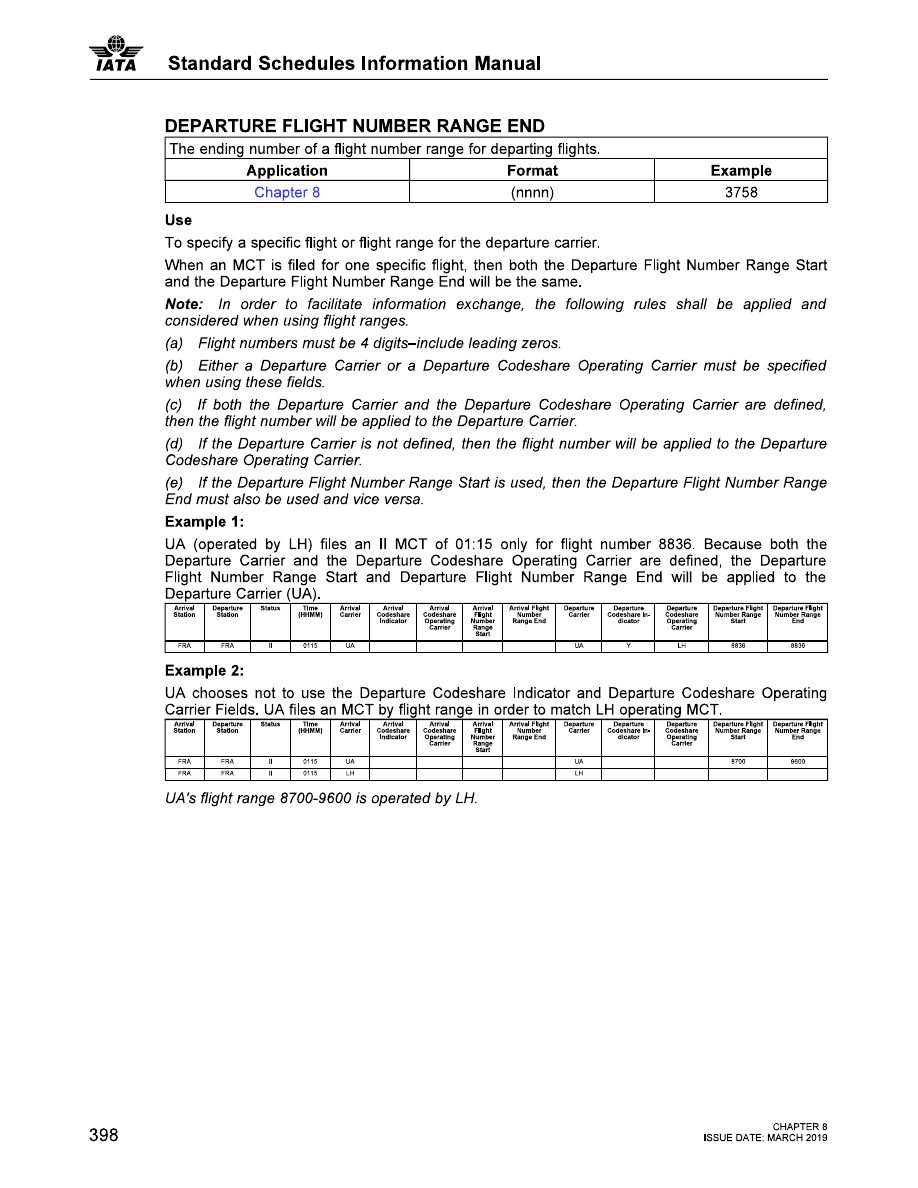 IATA
Standard Schedules Information Manual
DEPARTURE FLIGHT NUMBER RANGE END
The ending number of a flight number range for departing flights.
Application Format Example
Chapter 8 (nnnn) 3758
Use
To specify a specific flight or flight range for the departure carrier.
When an MCT is filed for one specific flight, then both the Departure Flight Number Range Start
and the Departure Flight Number Range End will be the same.
Note: In order to facilitate information exchange, the following rules shall be applied and
considered when using flight ranges.
(a) Flight numbers must be 4 digits–include leading zeros.
(b) Either a Departure Carrier or a Departure Codeshare Operating Carrier must be specified
when using these fields.
(c) If both the Departure Carrier and the Departure Codeshare Operating Carrier are defined,
then the flight number will be applied to the Departure Carrier.
(d) If the Departure Carrier is not defined, then the flight number will be applied to the Departure
Codeshare Operating Carrier.
(e) If the Departure Flight Number Range Start is used, then the Departure Flight Number Range
End must also be used and vice versa.
Example 1:
UA (operated by LH) files an II MCT of 01:15 only for flight number 8836. Because both the
Departure Carrier and the Departure Codeshare Operating Carrier are defined, the Departure
Flight Number Range Start and Departure Flight Number Range End will be applied to the
Departure Carrier (UA).
Arrival Departure Status Time Arrival Arrival Arrival Arrival Arrival Flight Departure Departure Departure Departure Flight Departure Flight
Station Station (HHMM) Carrier Codeshare Codeshare Flight Number Carrier Codeshare In- Codeshare Number Range Number Range
Indicator Operating Number Range End dicator Operating Start End
Carrier Range Carrier
Start
FRA FRA II 0115 UA UA Y LH 8836 8836
Example 2:
UA chooses not to use the Departure Codeshare Indicator and Departure Codeshare Operating
Carrier Fields. UA files an MCT by flight range in order to match LH operating MCT.
Arrival Departure Status Time Arrival Arrival Arrival Arrival Arrival Flight Departure Departure Departure Departure Flight Departure Flight
Station Station (HHMM) Carrier Codeshare Codeshare Flight Number Carrier Codeshare In- Codeshare Number Range Number Range
Indicator Operating Number Range End dicator Operating Start End
Carrier Range Carrier
Start
FRA FRA II 0115 UA UA 8700 9600
FRA FRA II 0115 LH LH
UA's flight range 8700-9600 is operated by LH.
398
CHAPTER 8
ISSUE DATE: MARCH 2019